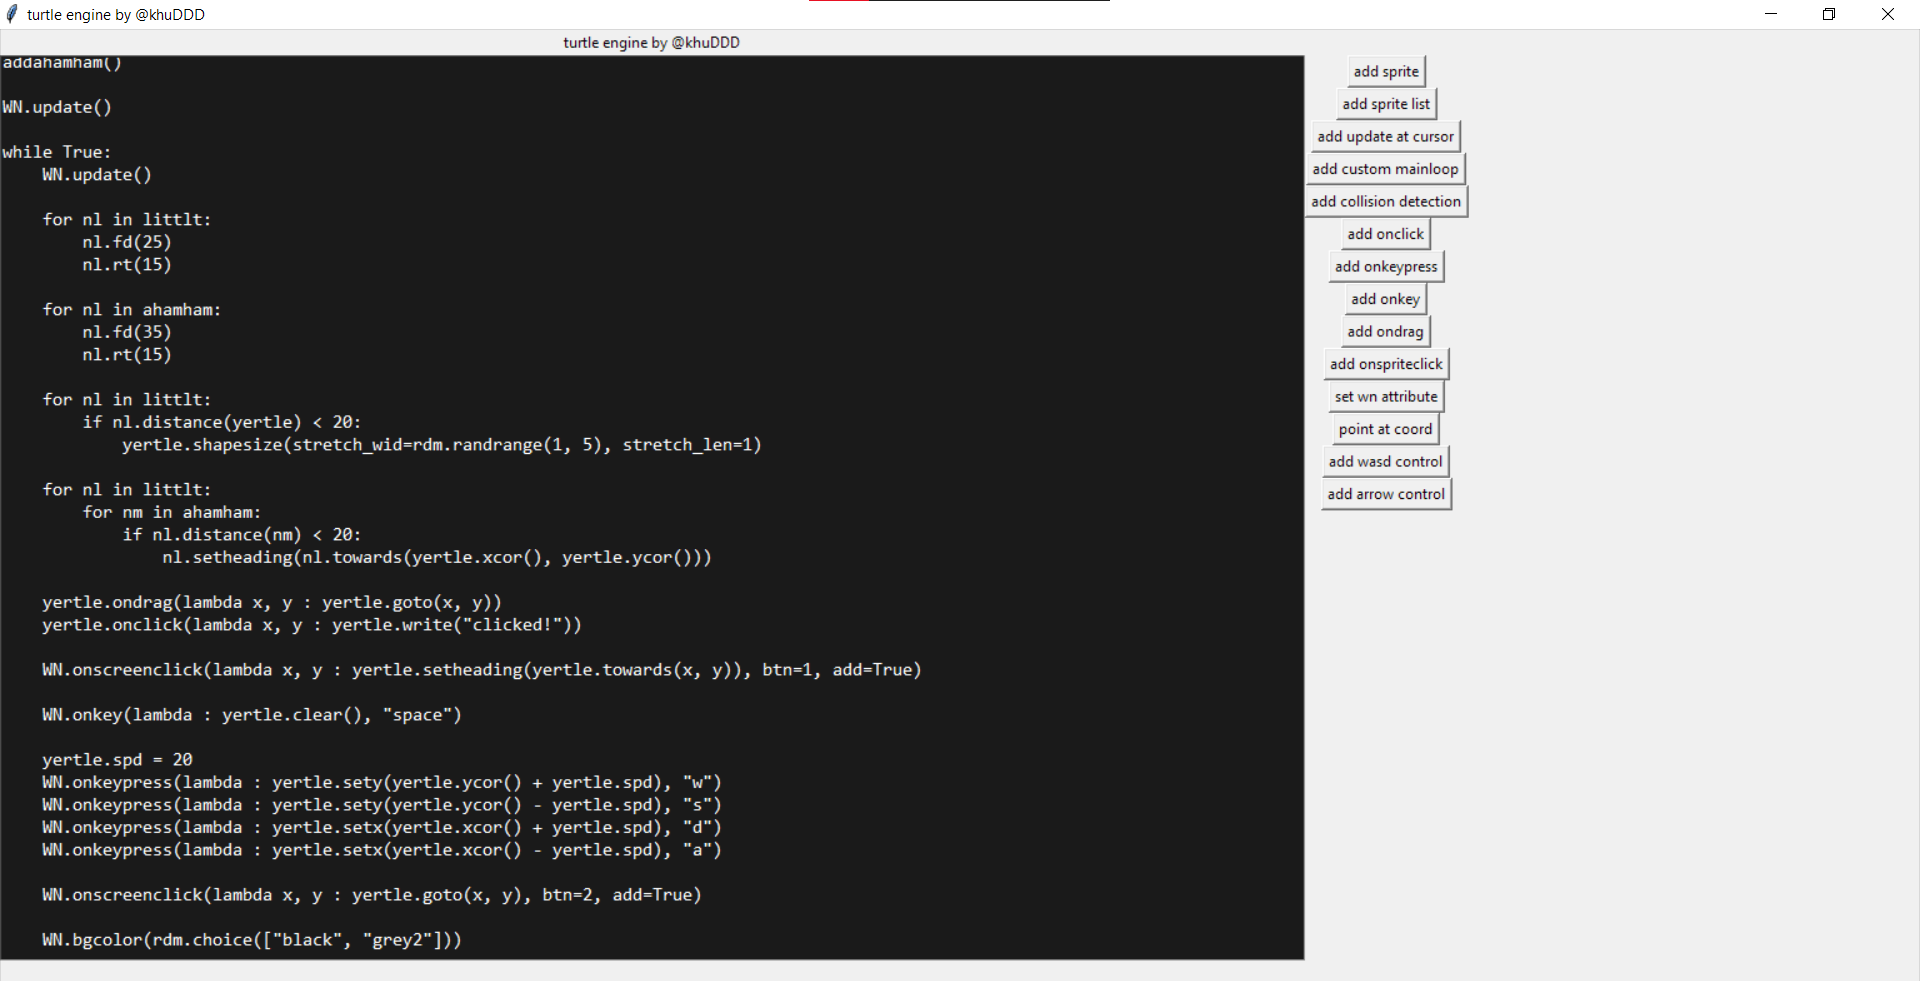 turtle engine by @khuDDD
turtle engine by @khuDDD
addahamham()
WN.update()
while True:
    WN.update()
    for nl in littlt:
        nl.fd(25)
        nl.rt(15)
    for nl in ahamham:
        nl.fd(35)
        nl.rt(15)
    for nl in littlt:
        if nl.distance(yertle) < 20:
            yertle.shapesize(stretch_wid=rdm.randrange(1, 5), stretch_len=1)
    for nl in littlt:
        for nm in ahamham:
            if nl.distance(nm) < 20:
                nl.setheading(nl.towards(yertle.xcor(), yertle.ycor()))
    yertle.ondrag(lambda x, y : yertle.goto(x, y))
    yertle.onclick(lambda x, y : yertle.write("clicked!"))
    WN.onscreenclick(lambda x, y : yertle.setheading(yertle.towards(x, y)), btn=1, add=True)
    WN.onkey(lambda : yertle.clear(), "space")
    yertle.spd = 20
    WN.onkeypress(lambda : yertle.sety(yertle.ycor() + yertle.spd), "w")
    WN.onkeypress(lambda : yertle.sety(yertle.ycor() - yertle.spd), "s")
    WN.onkeypress(lambda : yertle.setx(yertle.xcor() + yertle.spd), "d")
    WN.onkeypress(lambda : yertle.setx(yertle.xcor() - yertle.spd), "a")
    WN.onscreenclick(lambda x, y : yertle.goto(x, y), btn=2, add=True)
    WN.bgcolor(rdm.choice(["black", "grey2"]))
add sprite
add sprite list
add update at cursor
add custom mainloop
add collision detection
add onclick
add onkeypress
add onkey
add ondrag
add onspriteclick
set wn attribute
point at coord
add wasd control
add arrow control